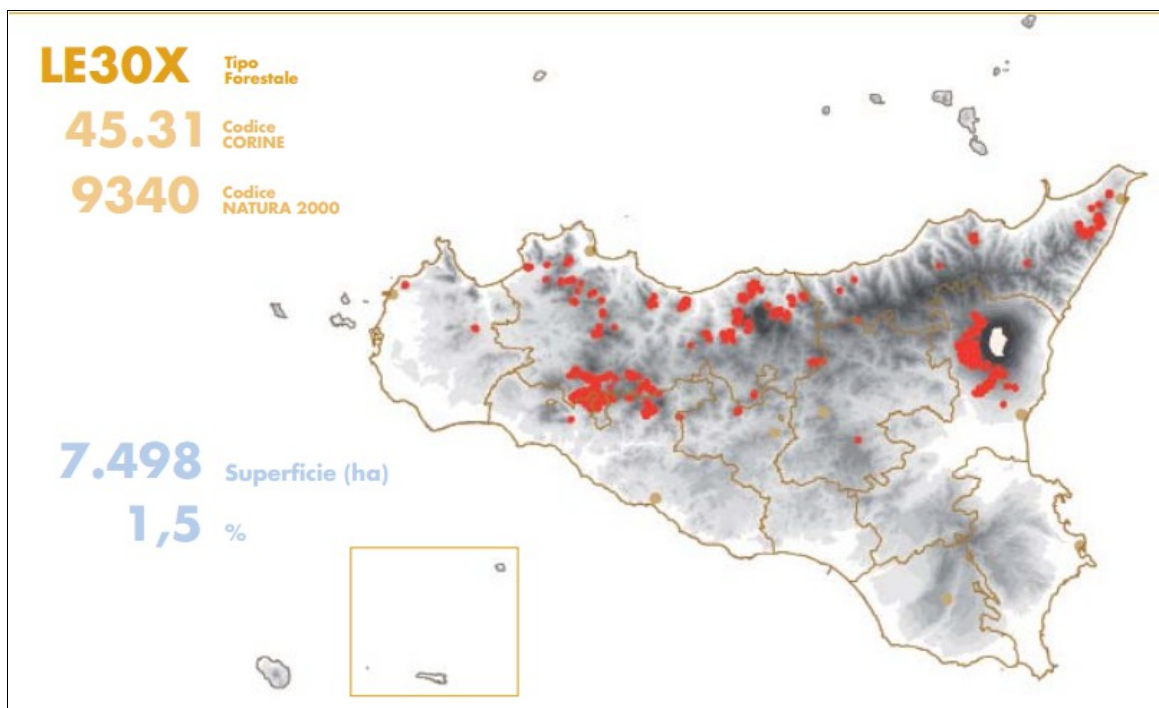 LE30X Tipo
Forestale
45.31 Codice
CORINE
9340 Codice
NATURA 2000
7.498 Superficie (ha)
1,5 %